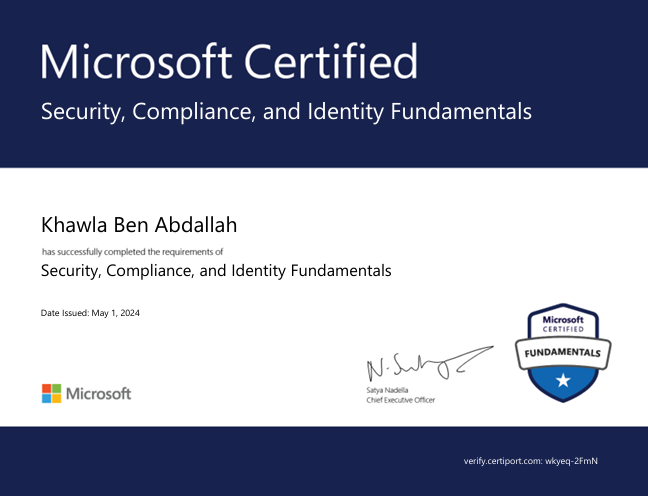 Microsoft Certified
Security, Compliance, and Identity Fundamentals
Khawla Ben Abdallah
has successfully completed the requirements of
Security, Compliance, and Identity Fundamentals
Date Issued: May 1, 2024
Microsoft
CERTIFIED
FUNDAMENTALS
N. Satya
Satya Nadella
Chief Executive Officer
Microsoft
verify.certiport.com: wkyeq-2FmN